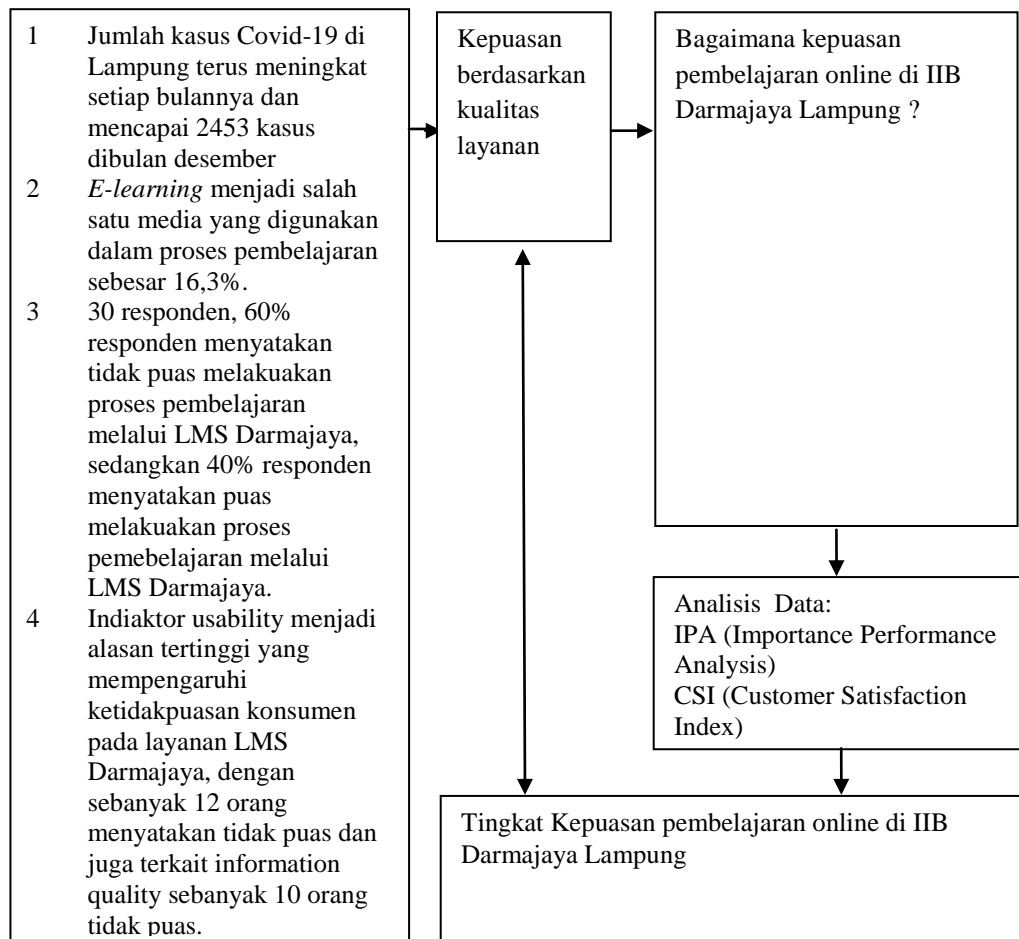 1 Jumlah kasus Covid-19 di
Lampung terus meningkat
setiap bulannya dan
mencapai 2453 kasus
dibulan desember
2 E-learning menjadi salah
satu media yang digunakan
dalam proses pembelajaran
sebesar 16,3%.
3 30 responden, 60%
responden menyatakan
tidak puas melakuakan
proses pembelajaran
melalui LMS Darmajaya,
sedangkan 40% responden
menyatakan puas
melakuakan proses
pemebelajaran melalui
LMS Darmajaya.
4 Indiaktor usability menjadi
alasan tertinggi yang
mempengaruhi
ketidakpuasan konsumen
pada layanan LMS
Darmajaya, dengan
sebanyak 12 orang
menyatakan tidak puas dan
juga terkait information
quality sebanyak 10 orang
tidak puas.
Kepuasan
berdasarkan
kualitas
layanan
Bagaimana kepuasan
pembelajaran online di IIB
Darmajaya Lampung ?
Analisis Data:
IPA (Importance Performance
Analysis)
CSI (Customer Satisfaction
Index)
Tingkat Kepuasan pembelajaran online di IIB
Darmajaya Lampung